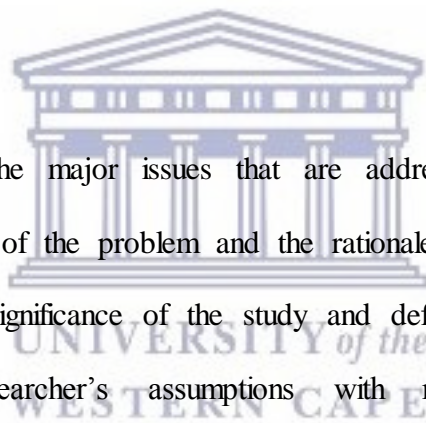 he major issues that are addre
of the problem and the rationale
ignificance of the study and def
UNIVERSITY of the
earcher's assumptions with r
WESTERN CAPE